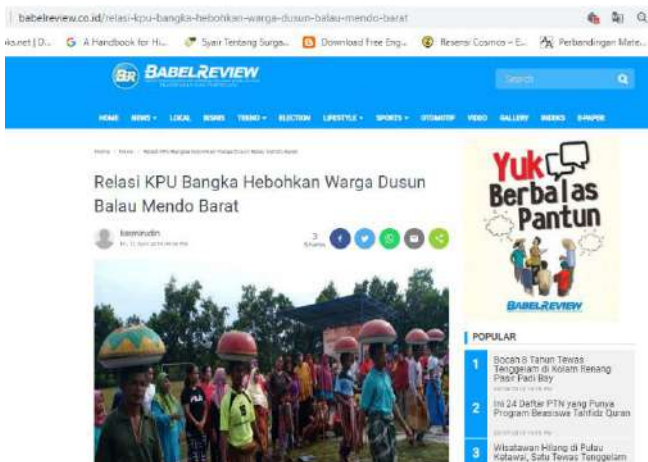 babelreview.co.id/relasi-kpu-bangka-hebohkan-warga-dusun-balau-mendo-barat
A Handbook for Hi...
Syair Tentang Surga...
Download Free Eng...
Resensi Cosmos – E...
Perbandingan Mate...
BR BABELREVIEW
Search
HOME NEWS LOKAL BISNIS TEKNO ELECTION LIFESTYLE SPORTS OTOMOTIF VIDEO GALLERY INDEKS E-PAPER
Relasi KPU Bangka Hebohkan Warga Dusun
Balau Mendo Barat
kasmirudin
3
Shares
Yuk
Berbalas
Pantun
BABELREVIEW
POPULAR
1
Bocah 8 Tahun Tewas
Tenggelam di Kolam Renang
Pasir Padi Bay
2
Ini 24 Daftar PTN yang Punya
Program Beasiswa Tahfidz Quran
3
Wisatawan Hilang di Pulau
Ketawai, Satu Tewas Tenggelam